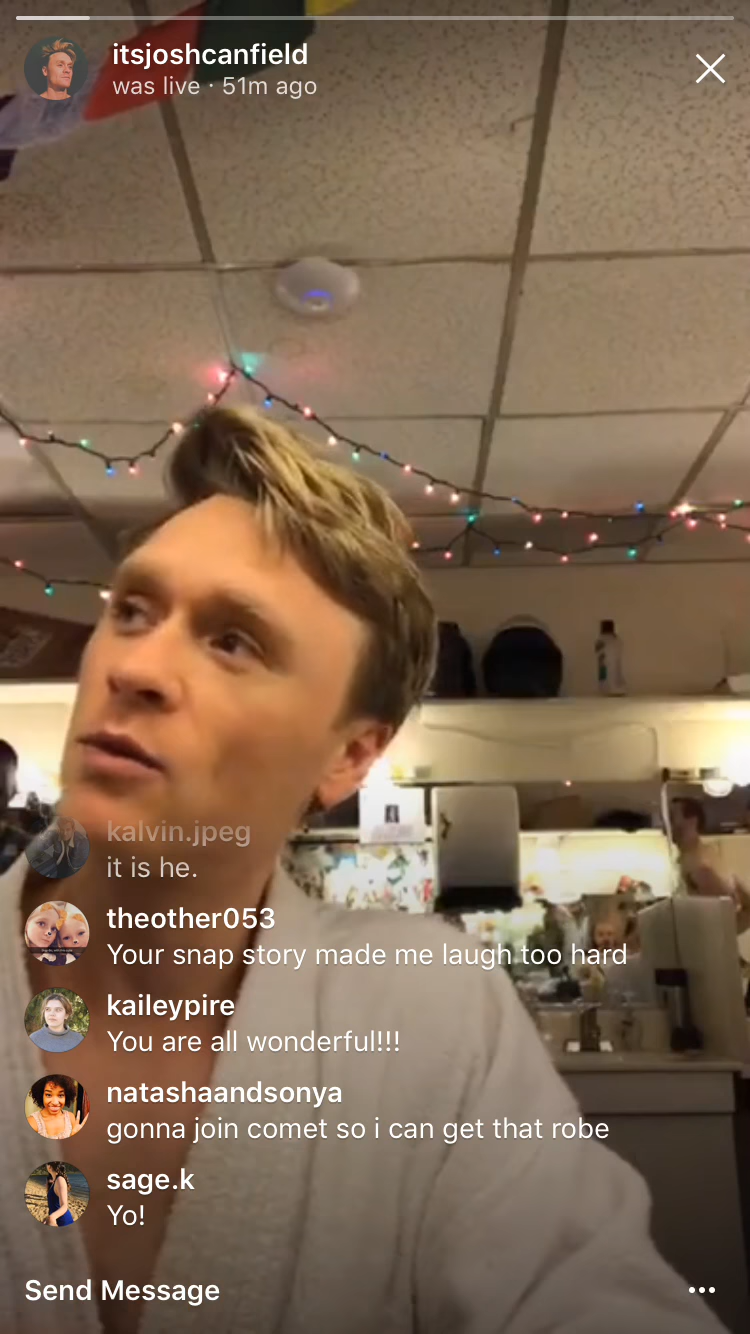 itsjoshcanfield
was live · 51m ago
kalvin.jpeg
it is he.
theother053
Your snap story made me laugh too hard
kaileypire
You are all wonderful!!!
natashaandsonya
gonna join comet so i can get that robe
sage.k
Yo!
Send Message